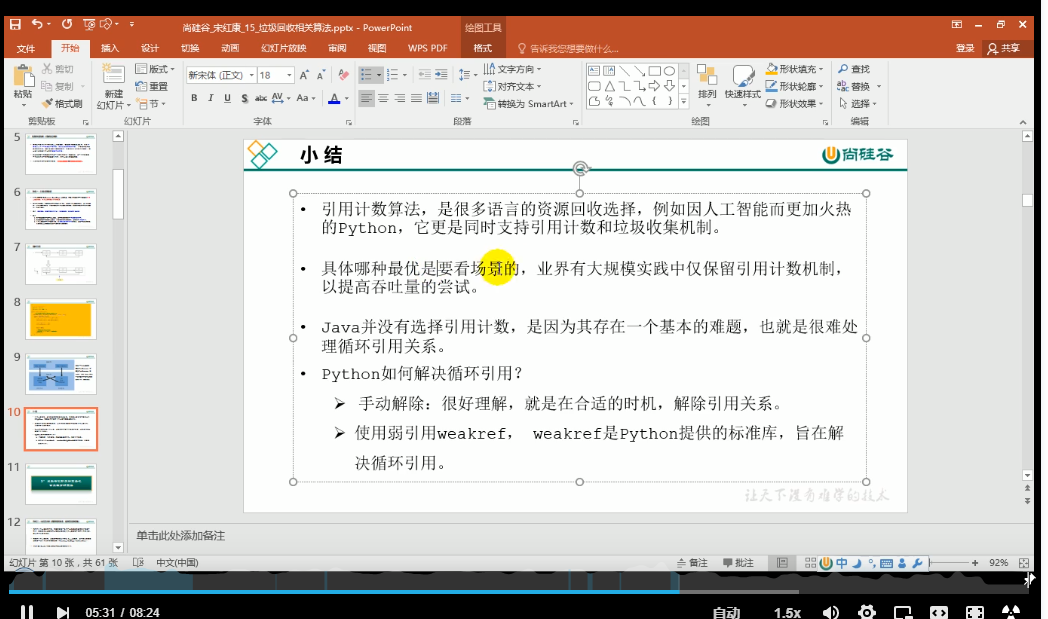 尚硅谷_宋红康_15_垃圾回收相关算法.pptx - PowerPoint
绘图工具
文件 开始 插入 设计 切换 动画 幻灯片放映 审阅 视图 WPS PDF 格式 告诉我您想要做什么... 登录 共享
剪切 复制 格式刷 粘贴 剪贴板
新建 幻灯片 版式 重置 节 幻灯片
新宋体 (正文) 18
B I U S abc AV Aa A 字体
文字方向 对齐文本 转换为 SmartArt 段落
排列 快速样式 形状填充 形状轮廓 形状效果 绘图
查找 替换 选择 编辑
5
6
7
8
9
10
11
12
小结
尚硅谷
• 引用计数算法，是很多语言的资源回收选择，例如因人工智能而更加火热
的Python，它更是同时支持引用计数和垃圾收集机制。
• 具体哪种最优是要看场景的，业界有大规模实践中仅保留引用计数机制，
以提高吞吐量的尝试。
• Java并没有选择引用计数，是因为其存在一个基本的难题，也就是很难处
理循环引用关系。
• Python如何解决循环引用？
➢ 手动解除：很好理解，就是在合适的时机，解除引用关系。
➢ 使用弱引用weakref， weakref是Python提供的标准库，旨在解
决循环引用。
让天下没有难学的技术
单击此处添加备注
幻灯片 第 10 张，共 61 张 中文(中国) 备注 批注 中 92%
05:31 / 08:24 自动 1.5x